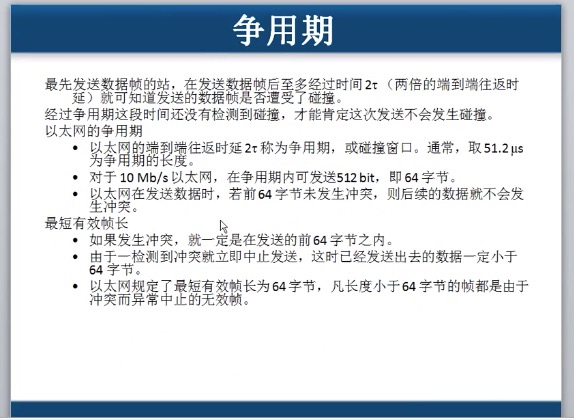 争用期
最先发送数据帧的站，在发送数据帧后至多经过时间 2τ （两倍的端到端往返时
延）就可知道发送的数据帧是否遭受了碰撞。
经过争用期这段时间还没有检测到碰撞，才能肯定这次发送不会发生碰撞。
以太网的争用期
• 以太网的端到端往返时延 2τ 称为争用期，或碰撞窗口。通常，取 51.2 μs
为争用期的长度。
• 对于 10 Mb/s 以太网，在争用期内可发送512 bit，即 64 字节。
• 以太网在发送数据时，若前 64 字节未发生冲突，则后续的数据就不会发
生冲突。
最短有效帧长
• 如果发生冲突，就一定是在发送的前 64 字节之内。
• 由于一检测到冲突就立即中止发送，这时已经发送出去的数据一定小于
64 字节。
• 以太网规定了最短有效帧长为 64 字节，凡长度小于 64 字节的帧都是由于
冲突而异常中止的无效帧。